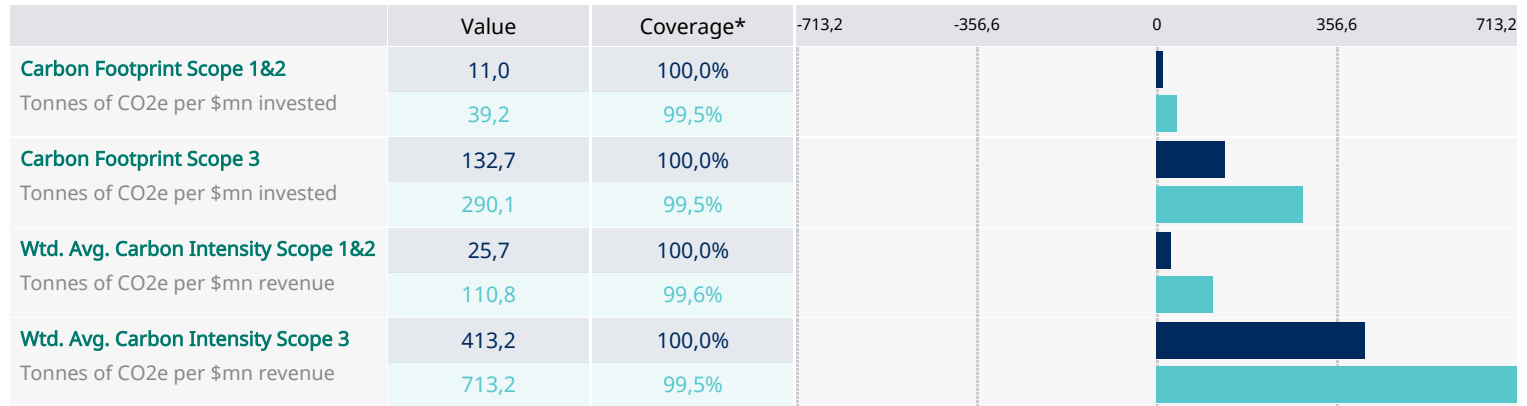 Value Coverage* -713,2 -356,6 0 356,6 713,2
Carbon Footprint Scope 1&2 11,0 100,0%
Tonnes of CO2e per $mn invested 39,2 99,5%
Carbon Footprint Scope 3 132,7 100,0%
Tonnes of CO2e per $mn invested 290,1 99,5%
Wtd. Avg. Carbon Intensity Scope 1&2 25,7 100,0%
Tonnes of CO2e per $mn revenue 110,8 99,6%
Wtd. Avg. Carbon Intensity Scope 3 413,2 100,0%
Tonnes of CO2e per $mn revenue 713,2 99,5%